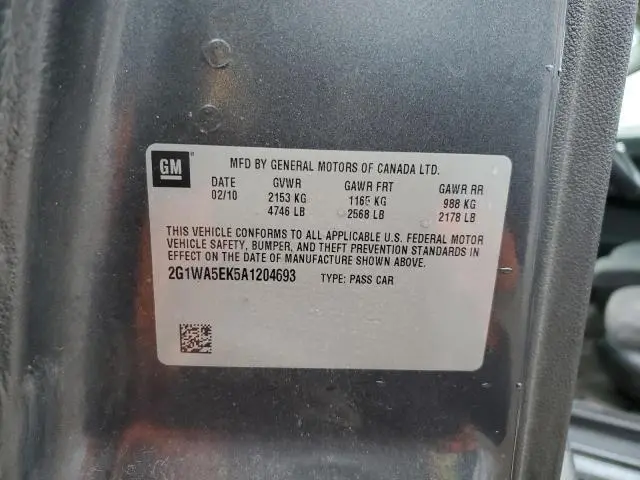 GM
MFD BY GENERAL MOTORS OF CANADA LTD.
DATE GVWR GAWR FRT GAWR RR
02/10 2153 KG 1165 KG 988 KG
4746 LB 2568 LB 2178 LB
THIS VEHICLE CONFORMS TO ALL APPLICABLE U.S. FEDERAL MOTOR
VEHICLE SAFETY, BUMPER, AND THEFT PREVENTION STANDARDS IN
EFFECT ON THE DATE OF MANUFACTURE SHOWN ABOVE.
2G1WA5EK5A1204693 TYPE: PASS CAR